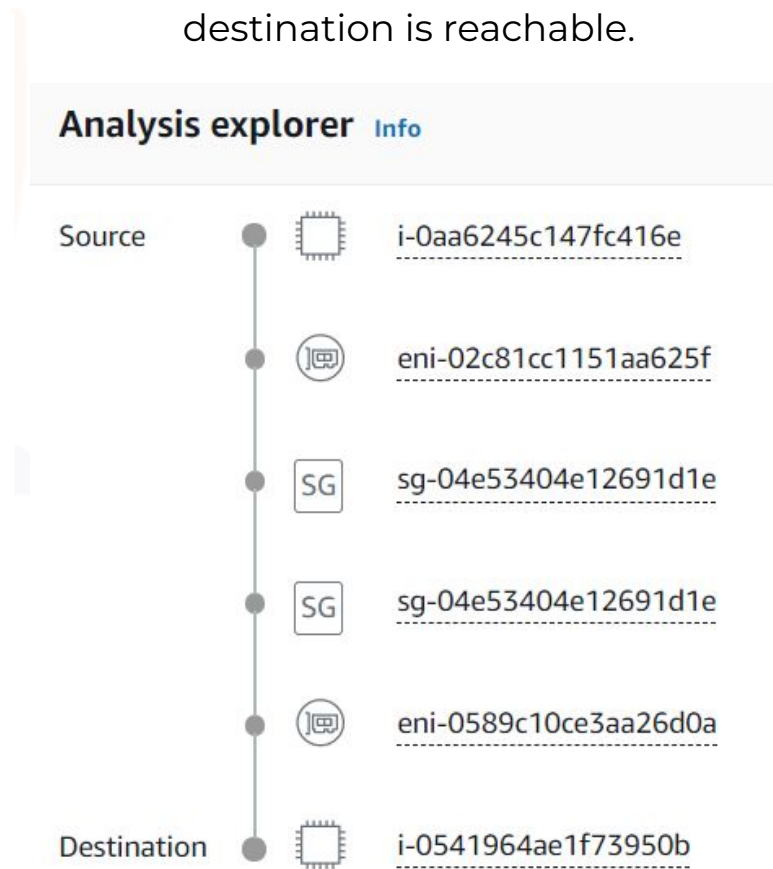 destination is reachable.
Analysis explorer Info
Source i-0aa6245c147fc416e
eni-02c81cc1151aa625f
SG sg-04e53404e12691d1e
SG sg-04e53404e12691d1e
eni-0589c10ce3aa26d0a
Destination i-0541964ae1f73950b